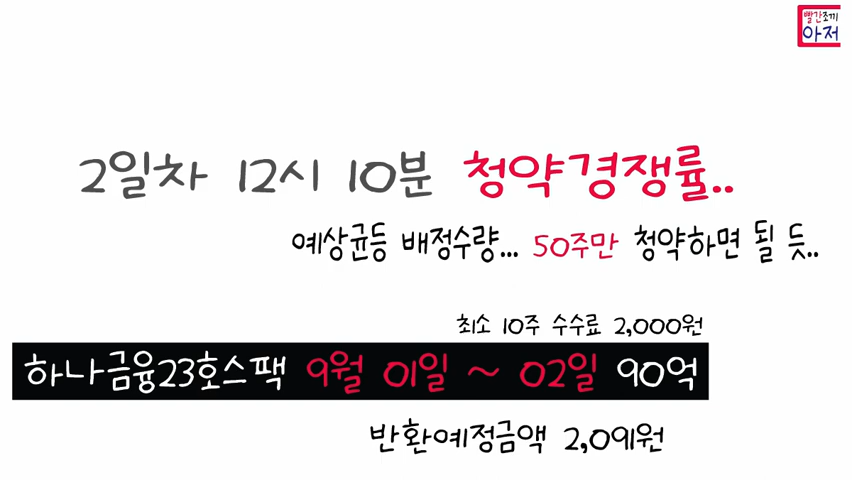 빨간조끼
아저
2일차 12시 10분 청약경쟁률..
예상균등 배정수량... 50주만 청약하면 될 듯..
최소 10주 수수료 2,000원
하나금융23호스팩 9월 01일 ~ 02일 90억
반환예정금액 2,091원